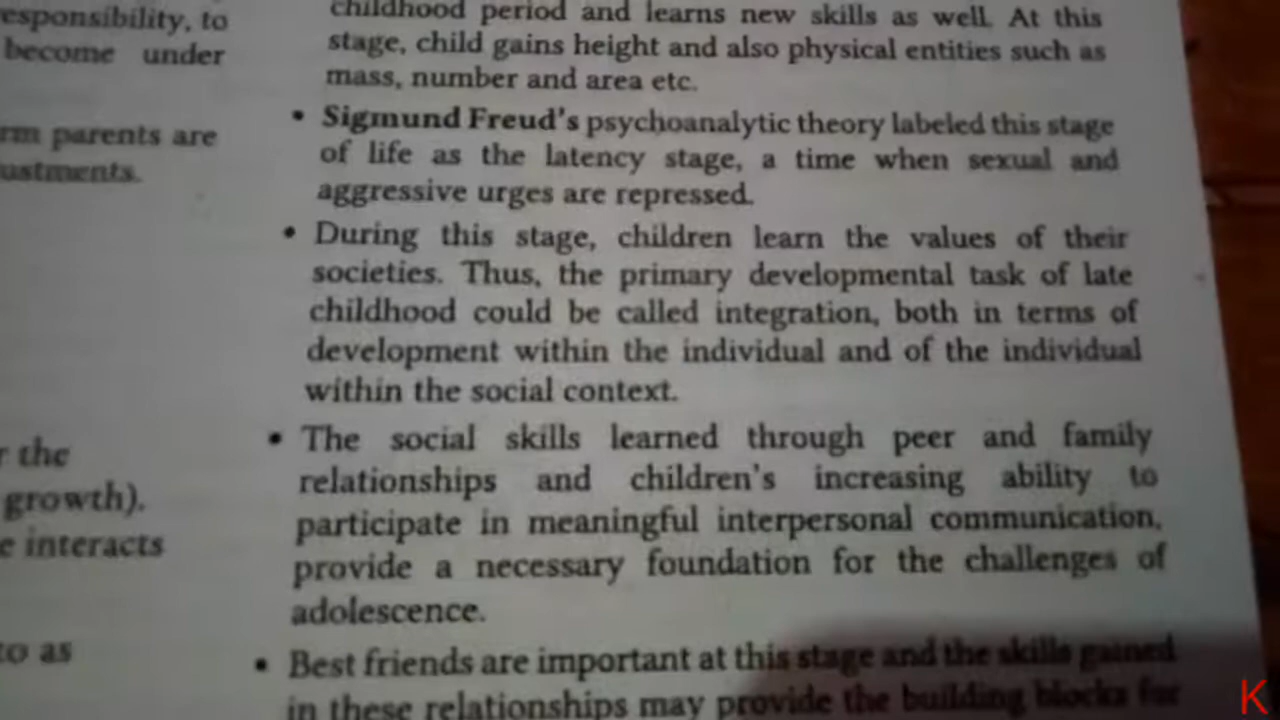 esponsibility, to
become under
rm parents are
ustments.
r the
growth).
e interacts
to as
childhood period and learns new skills as well. At this
stage, child gains height and also physical entities such as
mass, number and area etc.
• Sigmund Freud's psychoanalytic theory labeled this stage
of life as the latency stage, a time when sexual and
aggressive urges are repressed.
• During this stage, children learn the values of their
societies. Thus, the primary developmental task of late
childhood could be called integration, both in terms of
development within the individual and of the individual
within the social context.
• The social skills learned through peer and family
relationships and children's increasing ability to
participate in meaningful interpersonal communication,
provide a necessary foundation for the challenges of
adolescence.
• Best friends are important at this stage and the skills gained
in these relationships may provide the building blocks for
K